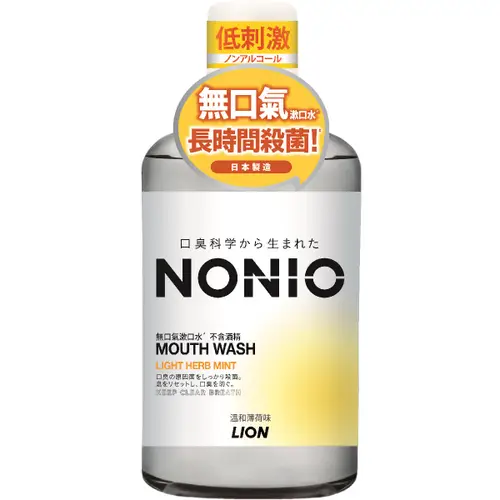 低刺激
ノンアルコール
無口氣漱口水*
長時間殺菌!*
日本製造
口臭科学から生まれた
NONIO
無口氣漱口水* 不含酒精
MOUTH WASH
LIGHT HERB MINT
口臭の原因菌をしっかり殺菌。
息をリセットし、口臭を防ぐ。
KEEP CLEAR BREATH
溫和薄荷味
LION